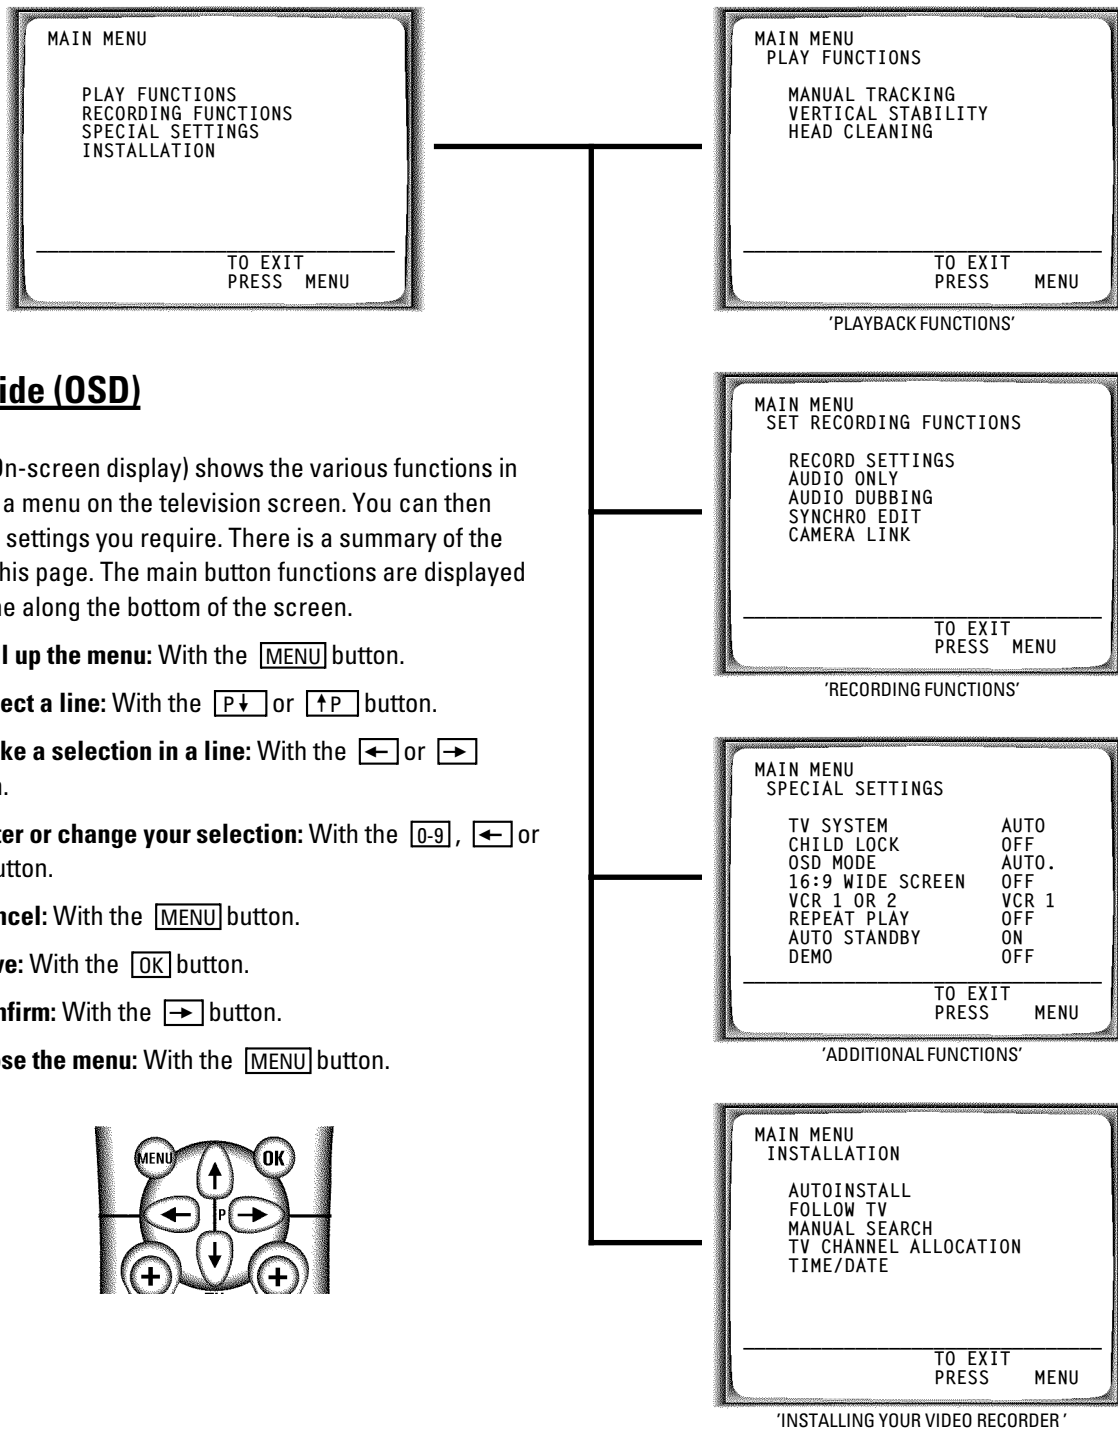 MAIN MENU
PLAY FUNCTIONS
RECORDING FUNCTIONS
SPECIAL SETTINGS
INSTALLATION
TO EXIT
PRESS MENU
ide (OSD)
On-screen display) shows the various functions in
a menu on the television screen. You can then
settings you require. There is a summary of the
his page. The main button functions are displayed
ne along the bottom of the screen.
l up the menu: With the MENU button.
ect a line: With the P↓ or ↑P button.
ke a selection in a line: With the ← or →
n.
ter or change your selection: With the 0-9 , ← or
utton.
ncel: With the MENU button.
ve: With the OK button.
nfirm: With the → button.
ose the menu: With the MENU button.
MENU
OK
P
+ +
MAIN MENU
PLAY FUNCTIONS
MANUAL TRACKING
VERTICAL STABILITY
HEAD CLEANING
TO EXIT
PRESS MENU
'PLAYBACK FUNCTIONS'
MAIN MENU
SET RECORDING FUNCTIONS
RECORD SETTINGS
AUDIO ONLY
AUDIO DUBBING
SYNCHRO EDIT
CAMERA LINK
TO EXIT
PRESS MENU
'RECORDING FUNCTIONS'
MAIN MENU
SPECIAL SETTINGS
TV SYSTEM AUTO
CHILD LOCK OFF
OSD MODE AUTO.
16:9 WIDE SCREEN OFF
VCR 1 OR 2 VCR 1
REPEAT PLAY OFF
AUTO STANDBY ON
DEMO OFF
TO EXIT
PRESS MENU
'ADDITIONAL FUNCTIONS'
MAIN MENU
INSTALLATION
AUTOINSTALL
FOLLOW TV
MANUAL SEARCH
TV CHANNEL ALLOCATION
TIME/DATE
TO EXIT
PRESS MENU
'INSTALLING YOUR VIDEO RECORDER '